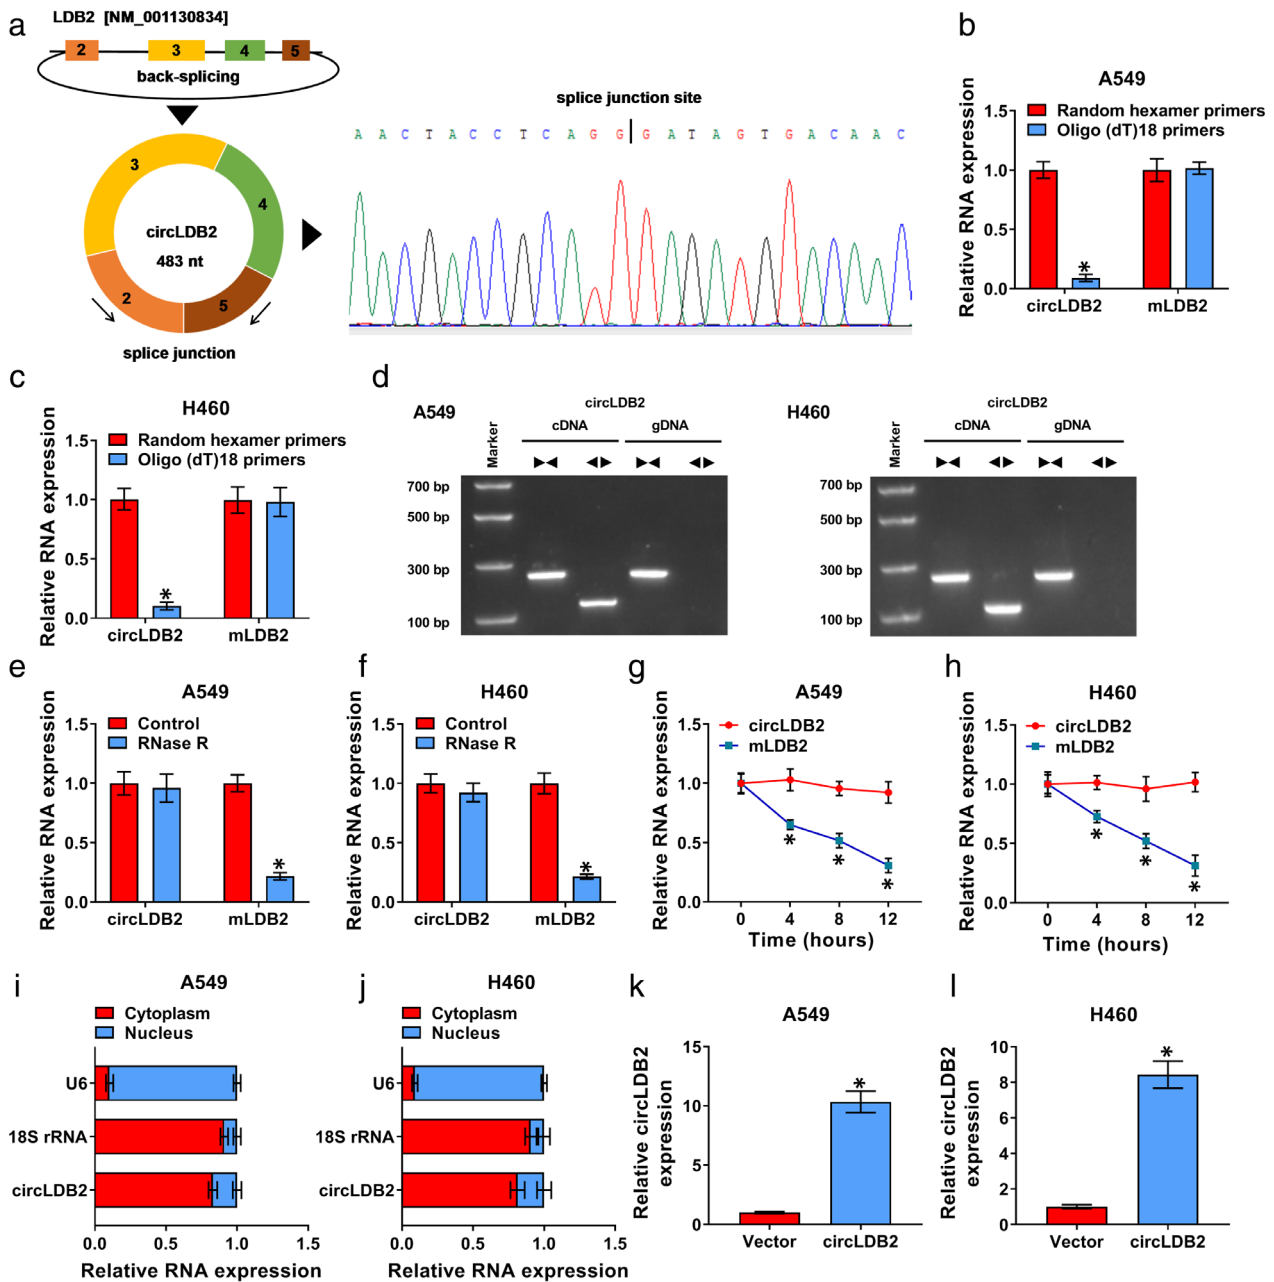 a
LDB2 [NM_001130834]
2 3 4 5
back-splicing
3
4
circLDB2
483 nt
2
5
splice junction
splice junction site
A A C T A C C T C A G G G A T A G T G A C A A C
b
A549
Relative RNA expression
Random hexamer primers
Oligo (dT)18 primers
1.5
1.0
0.5
0.0
*
circLDB2 mLDB2
c
H460
Relative RNA expression
Random hexamer primers
Oligo (dT)18 primers
1.5
1.0
0.5
0.0
*
circLDB2 mLDB2
d
A549
circLDB2
Marker
cDNA gDNA
700 bp
500 bp
300 bp
100 bp
H460
circLDB2
Marker
cDNA gDNA
700 bp
500 bp
300 bp
100 bp
e
A549
Relative RNA expression
Control
RNase R
1.5
1.0
0.5
0.0
*
circLDB2 mLDB2
f
H460
Relative RNA expression
Control
RNase R
1.5
1.0
0.5
0.0
*
circLDB2 mLDB2
g
A549
Relative RNA expression
circLDB2
mLDB2
1.5
1.0
0.5
0.0
* * *
0 4 8 12
Time (hours)
h
H460
Relative RNA expression
circLDB2
mLDB2
1.5
1.0
0.5
0.0
* * *
0 4 8 12
Time (hours)
i
A549
Cytoplasm
Nucleus
U6
18S rRNA
circLDB2
0.0 0.5 1.0 1.5
Relative RNA expression
j
H460
Cytoplasm
Nucleus
U6
18S rRNA
circLDB2
0.0 0.5 1.0 1.5
Relative RNA expression
k
A549
Relative circLDB2
expression
15
10
5
0
*
Vector circLDB2
l
H460
Relative circLDB2
expression
10
8
6
4
2
0
*
Vector circLDB2